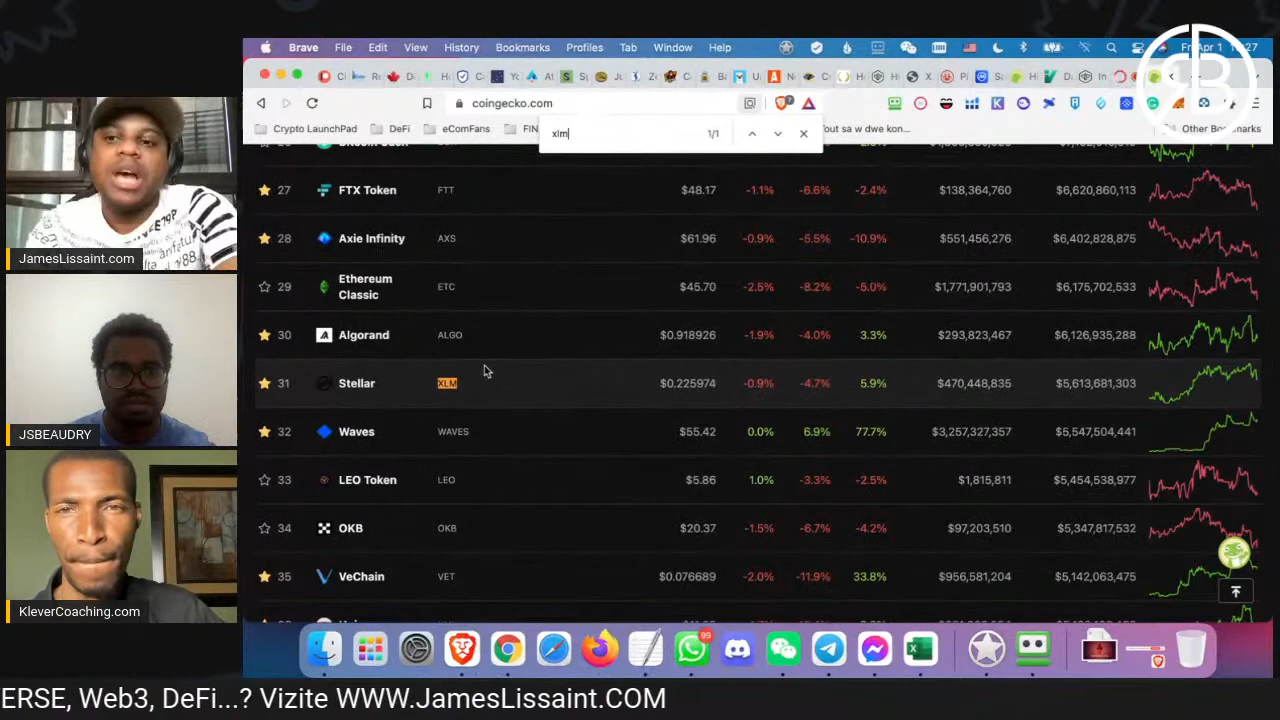 Brave File Edit View History Bookmarks Profiles Tab Window Help
coingecko.com
Crypto LaunchPad DeFi eComFans FIN
xlm 1/1
Tout sa w dwe kon... Other Bookmarks
27 FTX Token FTT $48.17 -1.1% -6.6% -2.4% $138,364,760 $6,620,860,113
28 Axie Infinity AXS $61.96 -0.9% -5.5% -10.9% $551,456,276 $6,402,828,875
29 Ethereum Classic ETC $45.70 -2.5% -8.2% -5.0% $1,771,901,793 $6,175,702,533
30 Algorand ALGO $0.918926 -1.9% -4.0% 3.3% $293,823,467 $6,126,935,288
31 Stellar XLM $0.225974 -0.9% -4.7% 5.9% $470,448,835 $5,613,681,303
32 Waves WAVES $55.42 0.0% 6.9% 77.7% $3,257,327,357 $5,547,504,441
33 LEO Token LEO $5.86 1.0% -3.3% -2.5% $1,815,811 $5,454,538,977
34 OKB OKB $20.37 -1.5% -6.7% -4.2% $97,203,510 $5,347,817,532
35 VeChain VET $0.076689 -2.0% -11.9% 33.8% $956,581,204 $5,142,063,475
99
JamesLissaint.com
JSBEAUDRY
KleverCoaching.com
ERSE, Web3, DeFi...? Vizite WWW.JamesLissaint.COM